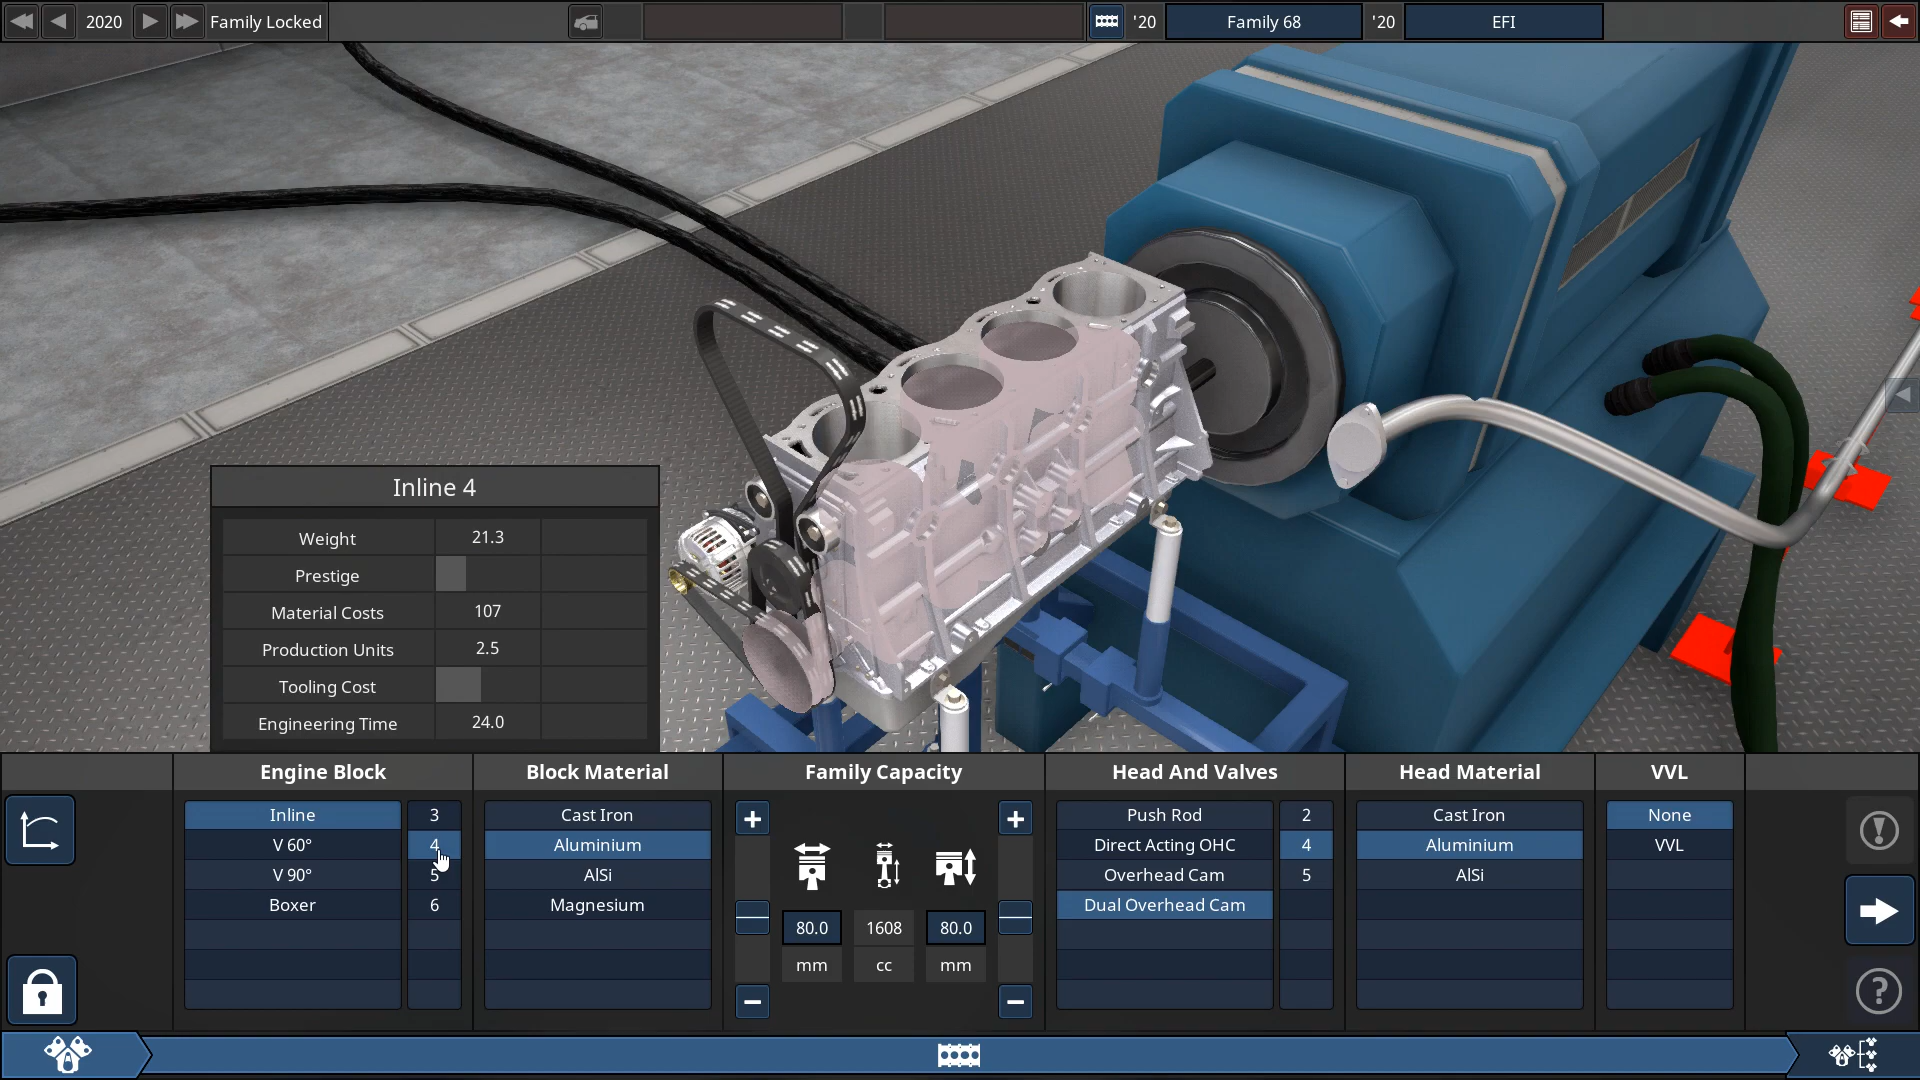 2020
Family Locked
'20
Family 68
'20
EFI
Inline 4
Weight 21.3
Prestige
Material Costs 107
Production Units 2.5
Tooling Cost
Engineering Time 24.0
Engine Block
Inline 3
V 60° 4
V 90° 5
Boxer 6
Block Material
Cast Iron
Aluminium
AlSi
Magnesium
Family Capacity
80.0 1608 80.0
mm cc mm
Head And Valves
Push Rod 2
Direct Acting OHC 4
Overhead Cam 5
Dual Overhead Cam
Head Material
Cast Iron
Aluminium
AlSi
VVL
None
VVL